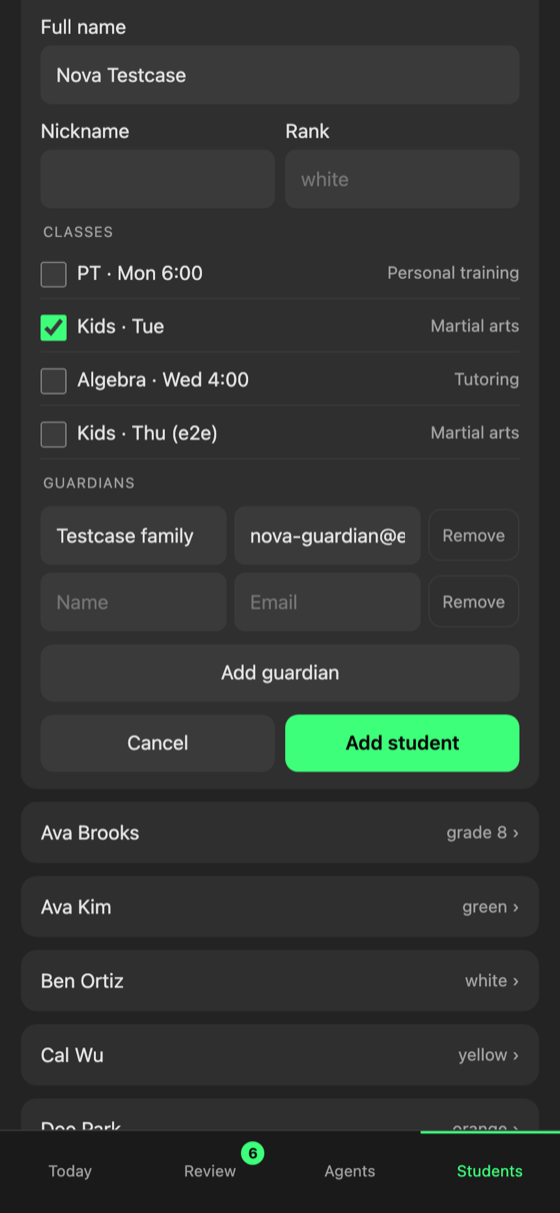 Full name
Nova Testcase
Nickname Rank
white
CLASSES
PT · Mon 6:00 Personal training
Kids · Tue Martial arts
Algebra · Wed 4:00 Tutoring
Kids · Thu (e2e) Martial arts
GUARDIANS
Testcase family nova-guardian@e Remove
Name Email Remove
Add guardian
Cancel Add student
Ava Brooks grade 8 ›
Ava Kim green ›
Ben Ortiz white ›
Cal Wu yellow ›
Park orange ›
6
Today Review Agents Students